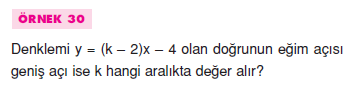 ÖRNEK 30
Denklemi y = (k – 2)x – 4 olan doğrunun eğim açısı
geniş açı ise k hangi aralıkta değer alır?